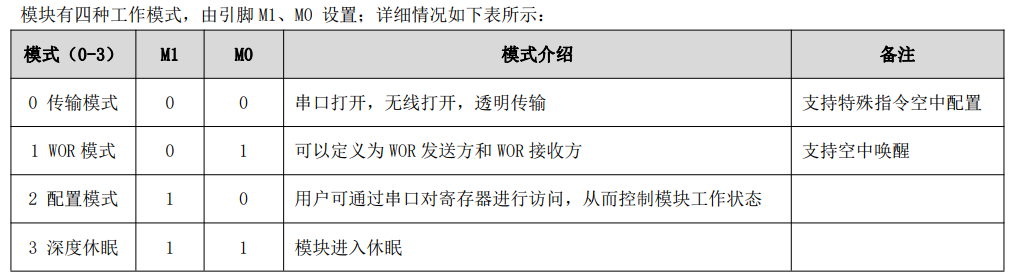 模块有四种工作模式，由引脚 M1、M0 设置；详细情况如下表所示：
模式（0-3） M1 M0 模式介绍 备注
0 传输模式 0 0 串口打开，无线打开，透明传输 支持特殊指令空中配置
1 WOR 模式 0 1 可以定义为 WOR 发送方和 WOR 接收方 支持空中唤醒
2 配置模式 1 0 用户可通过串口对寄存器进行访问，从而控制模块工作状态
3 深度休眠 1 1 模块进入休眠